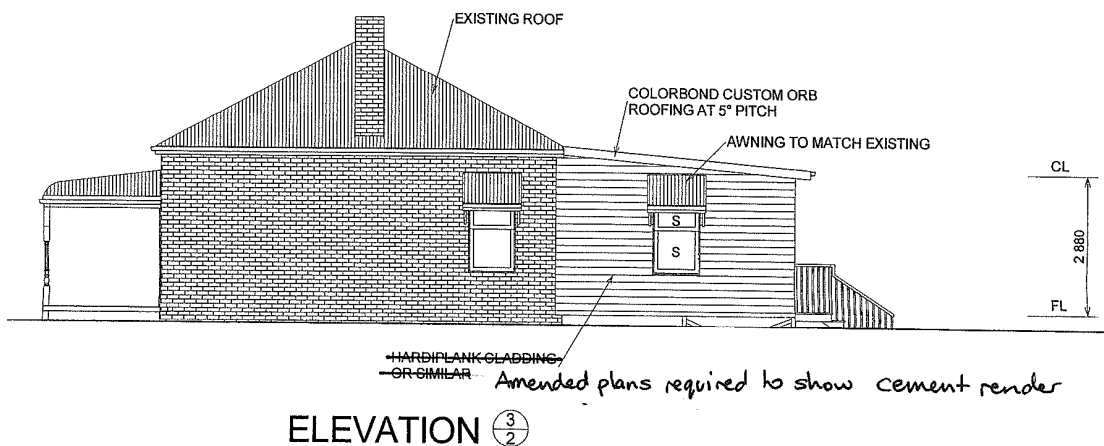 EXISTING ROOF
COLORBOND CUSTOM ORB
ROOFING AT 5° PITCH
AWNING TO MATCH EXISTING
CL
S
S
2 880
FL
HARDIPLANK CLADDING
OR SIMILAR
Amended plans required to show cement render
ELEVATION 3
2